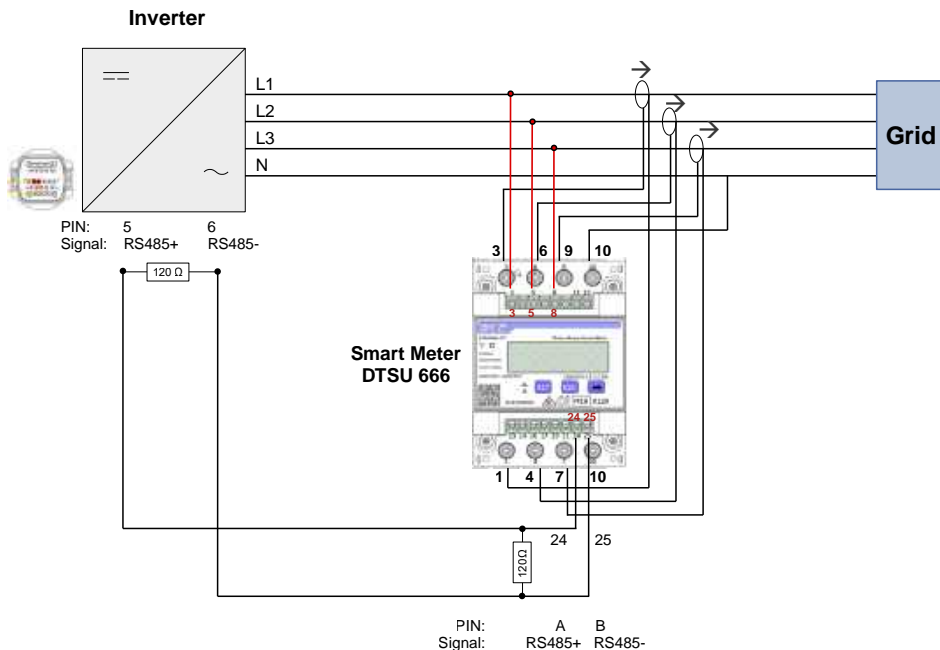 Inverter
L1
L2
L3
N
Grid
PIN: 5 6
Signal: RS485+ RS485-
120 Ω
3 6 9 10
3 5 8
Smart Meter
DTSU 666
24 25
1 4 7 10
24 25
120Ω
PIN: A B
Signal: RS485+ RS485-